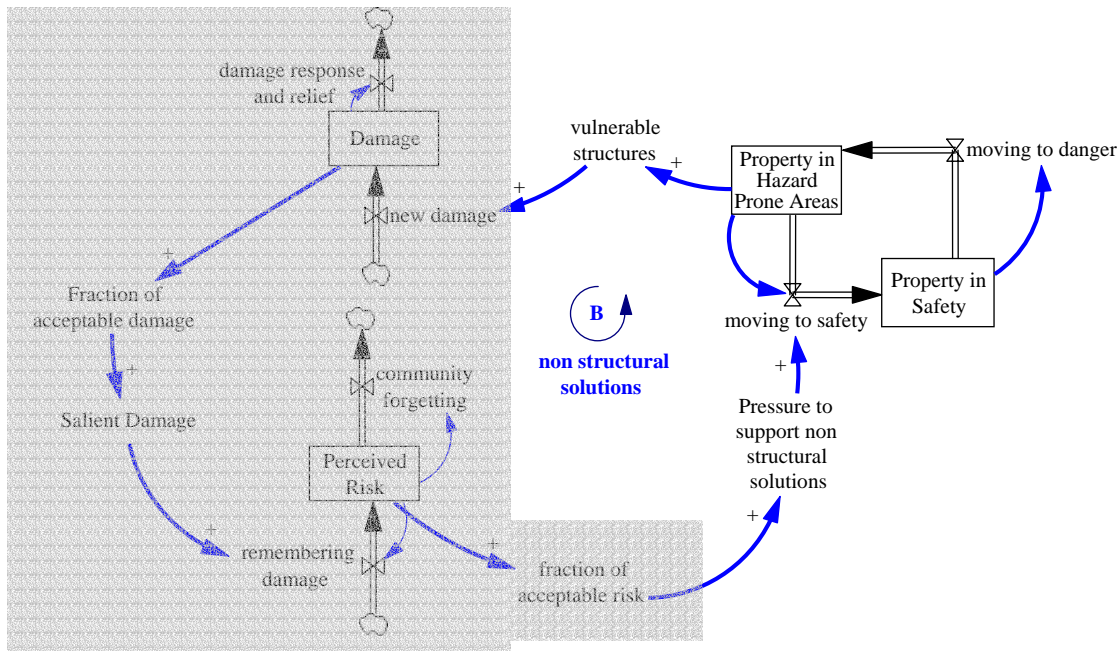 damage response
and relief
Damage
new damage
+
Fraction of
acceptable damage
+
Salient Damage
+
community
forgetting
Perceived
Risk
remembering
damage
+
fraction of
acceptable risk
+
Pressure to
support non
structural
solutions
+
moving to safety
B
non structural
solutions
vulnerable
structures
+
+
Property in
Hazard
Prone Areas
moving to danger
Property in
Safety